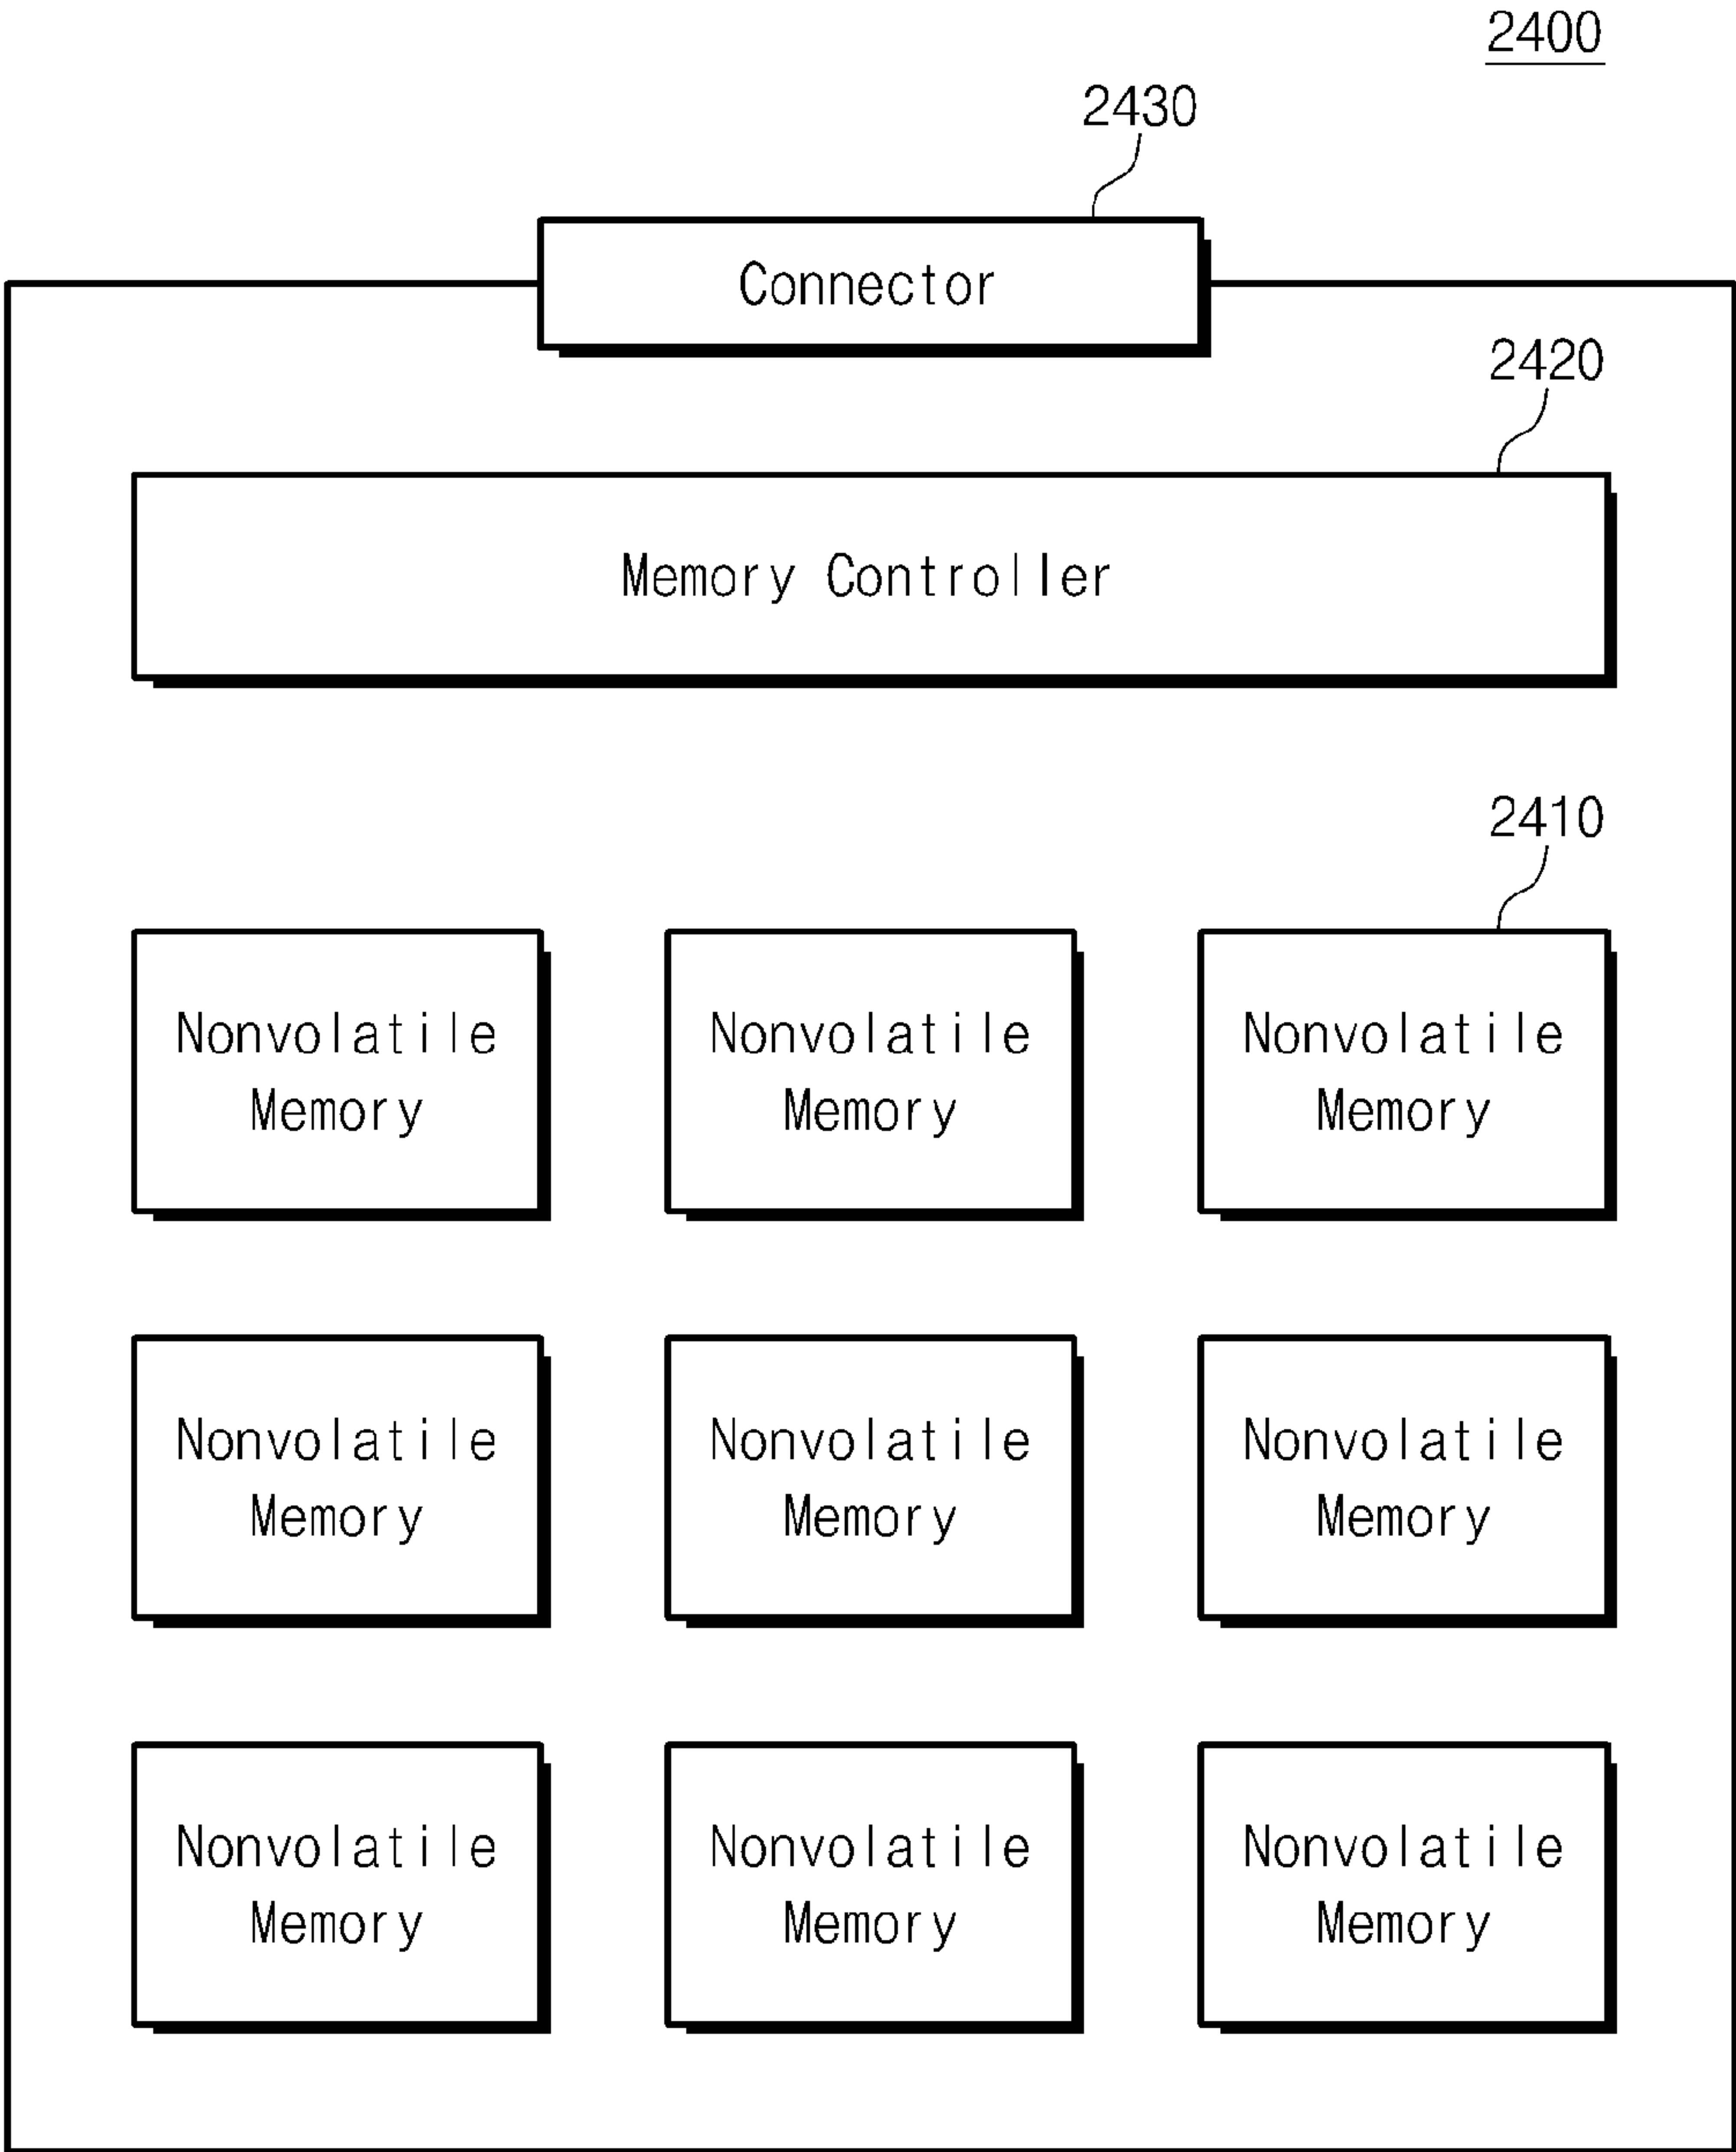 2400
2430
Connector
2420
Memory Controller
2410
Nonvolatile Nonvolatile Nonvolatile
Memory Memory Memory
Nonvolatile Nonvolatile Nonvolatile
Memory Memory Memory
Nonvolatile Nonvolatile Nonvolatile
Memory Memory Memory